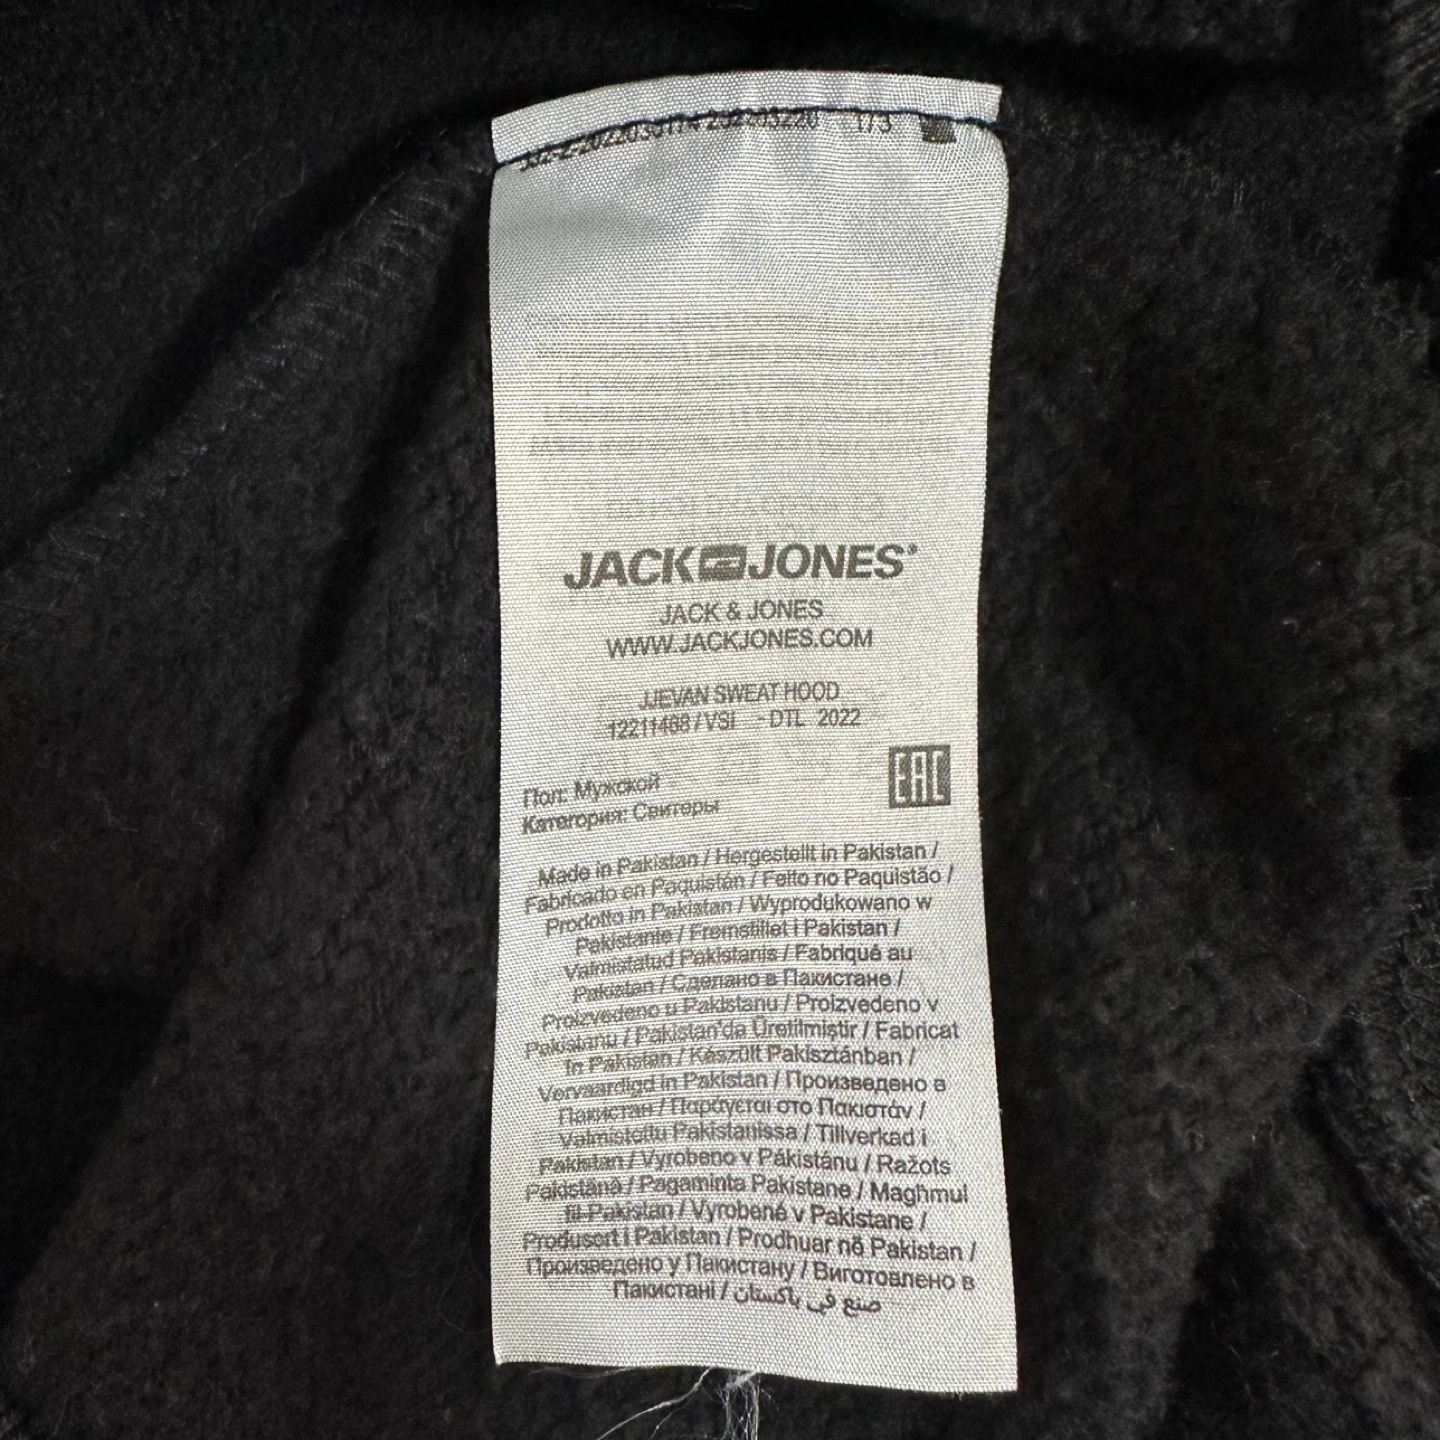 1/3
JACK JONES
JACK & JONES
WWW.JACKJONES.COM
JJEVAN SWEAT HOOD
12211468 / VSI - DTL 2022
EAC
Пол: Мужской
Категория: Свитеры
Made in Pakistan / Hergestellt in Pakistan /
Fabricado en Paquistán / Feito no Paquistão /
Prodotto in Pakistan / Wyprodukowano w
Pakistanie / Fremstillet i Pakistan /
Valmistatud Pakistanis / Fabriqué au
Pakistan / Сделано в Пакистане /
Proizvedeno u Pakistanu / Proizvedeno v
Pakistanu / Pakistan'da Üretilmiştir / Fabricat
în Pakistan / Készült Pakisztánban /
Vervaardigd in Pakistan / Произведено в
Пакистан / Παράγεται στο Πακιστάν /
Valmistettu Pakistanissa / Tillverkad i
Pakistan / Vyrobeno v Pákistánu / Ražots
Pakistānā / Pagaminta Pakistane / Magħmul
fil-Pakistan / Vyrobené v Pakistane /
Produsert i Pakistan / Prodhuar në Pakistan /
Произведено у Пакистану / Виготовлено в
Пакистані / صنع في باكستان